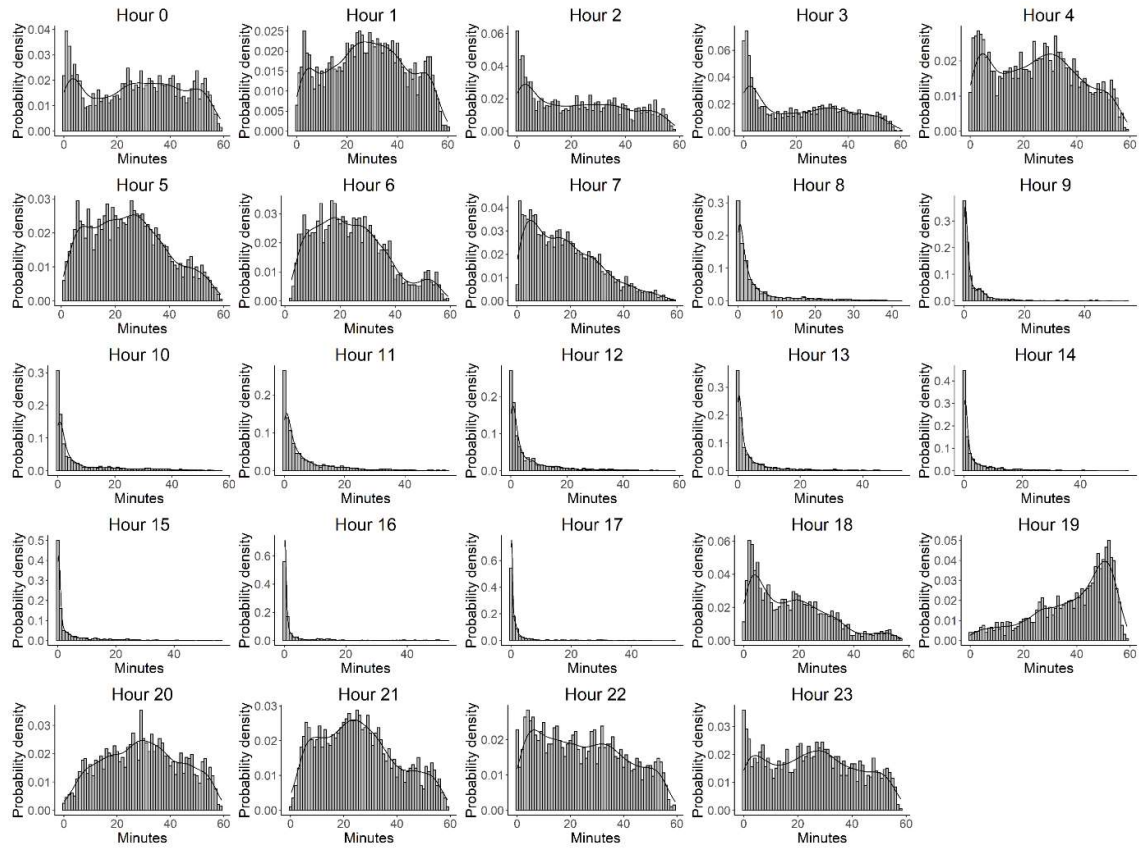 Hour 0
Probability density
0.04
0.03
0.02
0.01
0.00
0 20 40 60
Minutes
Hour 1
Probability density
0.025
0.020
0.015
0.010
0.005
0.000
0 20 40 60
Minutes
Hour 2
Probability density
0.06
0.04
0.02
0.00
0 20 40 60
Minutes
Hour 3
Probability density
0.06
0.04
0.02
0.00
0 20 40 60
Minutes
Hour 4
Probability density
0.02
0.01
0.00
0 20 40 60
Minutes
Hour 5
Probability density
0.03
0.02
0.01
0.00
0 20 40 60
Minutes
Hour 6
Probability density
0.03
0.02
0.01
0.00
0 20 40 60
Minutes
Hour 7
Probability density
0.04
0.03
0.02
0.01
0.00
0 20 40 60
Minutes
Hour 8
Probability density
0.3
0.2
0.1
0.0
0 10 20 30 40
Minutes
Hour 9
Probability density
0.3
0.2
0.1
0.0
0 20 40
Minutes
Hour 10
Probability density
0.3
0.2
0.1
0.0
0 20 40 60
Minutes
Hour 11
Probability density
0.2
0.1
0.0
0 20 40
Minutes
Hour 12
Probability density
0.2
0.1
0.0
0 20 40
Minutes
Hour 13
Probability density
0.3
0.2
0.1
0.0
0 20 40
Minutes
Hour 14
Probability density
0.4
0.3
0.2
0.1
0.0
0 20 40
Minutes
Hour 15
Probability density
0.5
0.4
0.3
0.2
0.1
0.0
0 20 40
Minutes
Hour 16
Probability density
0.6
0.4
0.2
0.0
0 20 40
Minutes
Hour 17
Probability density
0.6
0.4
0.2
0.0
0 20 40
Minutes
Hour 18
Probability density
0.06
0.04
0.02
0.00
0 20 40 60
Minutes
Hour 19
Probability density
0.05
0.04
0.03
0.02
0.01
0.00
0 20 40 60
Minutes
Hour 20
Probability density
0.03
0.02
0.01
0.00
0 20 40 60
Minutes
Hour 21
Probability density
0.03
0.02
0.01
0.00
0 20 40 60
Minutes
Hour 22
Probability density
0.02
0.01
0.00
0 20 40 60
Minutes
Hour 23
Probability density
0.03
0.02
0.01
0.00
0 20 40 60
Minutes